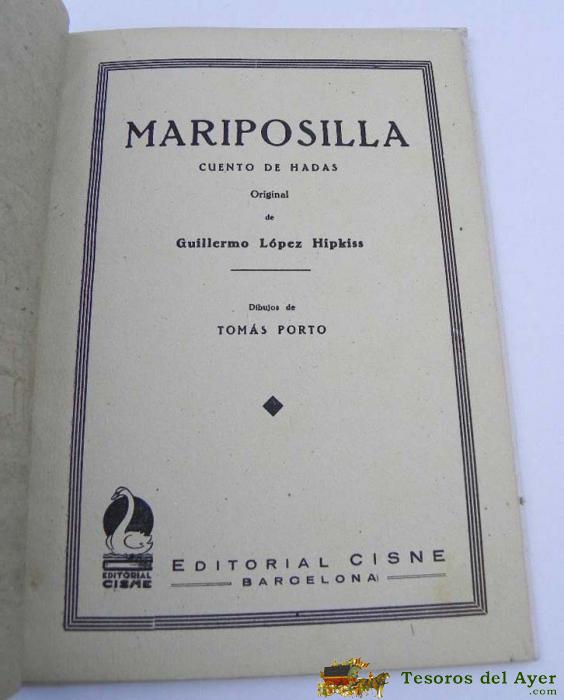 MARIPOSILLA
CUENTO DE HADAS
Original
de
Guillermo López Hipkiss
Dibujos de
TOMÁS PORTO
EDITORIAL
CISNE
EDITORIAL CISNE
BARCELONA
Tesoros del Ayer
.com